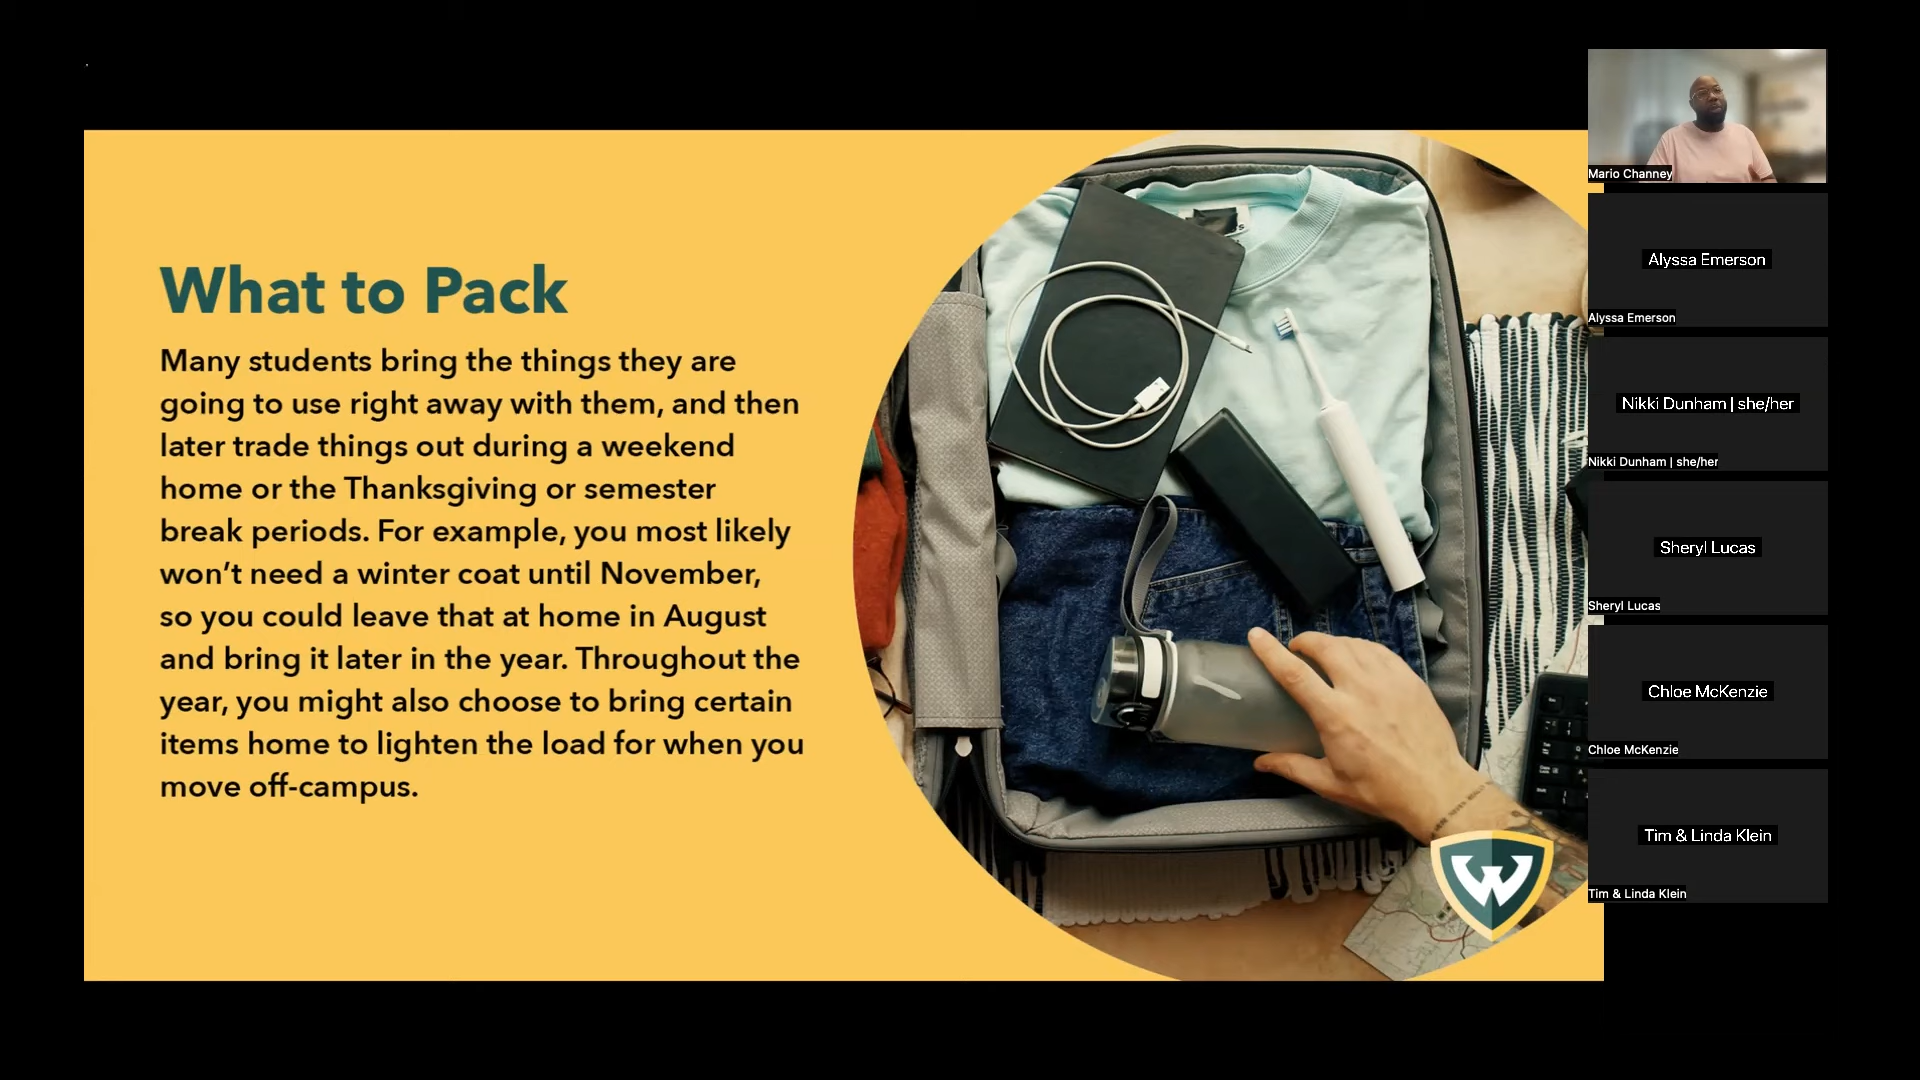 What to Pack
Many students bring the things they are
going to use right away with them, and then
later trade things out during a weekend
home or the Thanksgiving or semester
break periods. For example, you most likely
won't need a winter coat until November,
so you could leave that at home in August
and bring it later in the year. Throughout the
year, you might also choose to bring certain
items home to lighten the load for when you
move off-campus.
W
Mario Channey
Alyssa Emerson
Alyssa Emerson
Nikki Dunham | she/her
Nikki Dunham | she/her
Sheryl Lucas
Sheryl Lucas
Chloe McKenzie
Chloe McKenzie
Tim & Linda Klein
Tim & Linda Klein